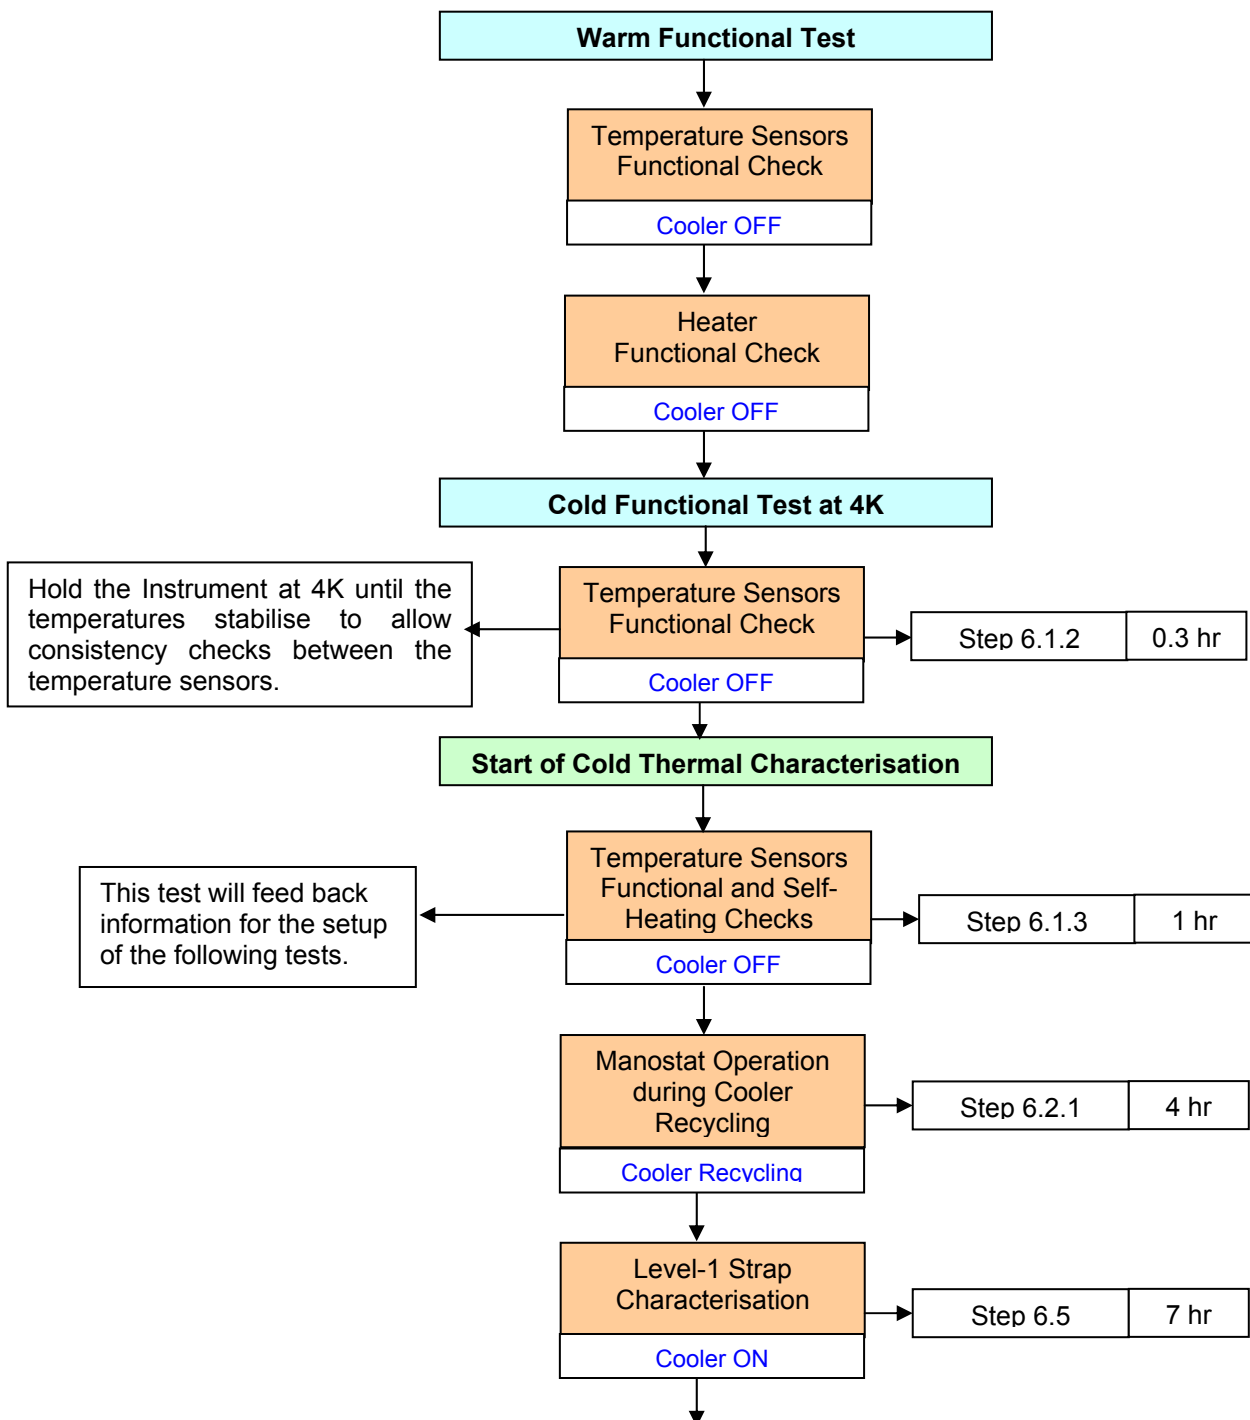 Warm Functional Test
Temperature Sensors
Functional Check
Cooler OFF
Heater
Functional Check
Cooler OFF
Cold Functional Test at 4K
Hold the Instrument at 4K until the
temperatures stabilise to allow
consistency checks between the
temperature sensors.
Temperature Sensors
Functional Check
Cooler OFF
Step 6.1.2
0.3 hr
Start of Cold Thermal Characterisation
This test will feed back
information for the setup
of the following tests.
Temperature Sensors
Functional and Self-
Heating Checks
Cooler OFF
Step 6.1.3
1 hr
Manostat Operation
during Cooler
Recycling
Cooler Recycling
Step 6.2.1
4 hr
Level-1 Strap
Characterisation
Cooler ON
Step 6.5
7 hr